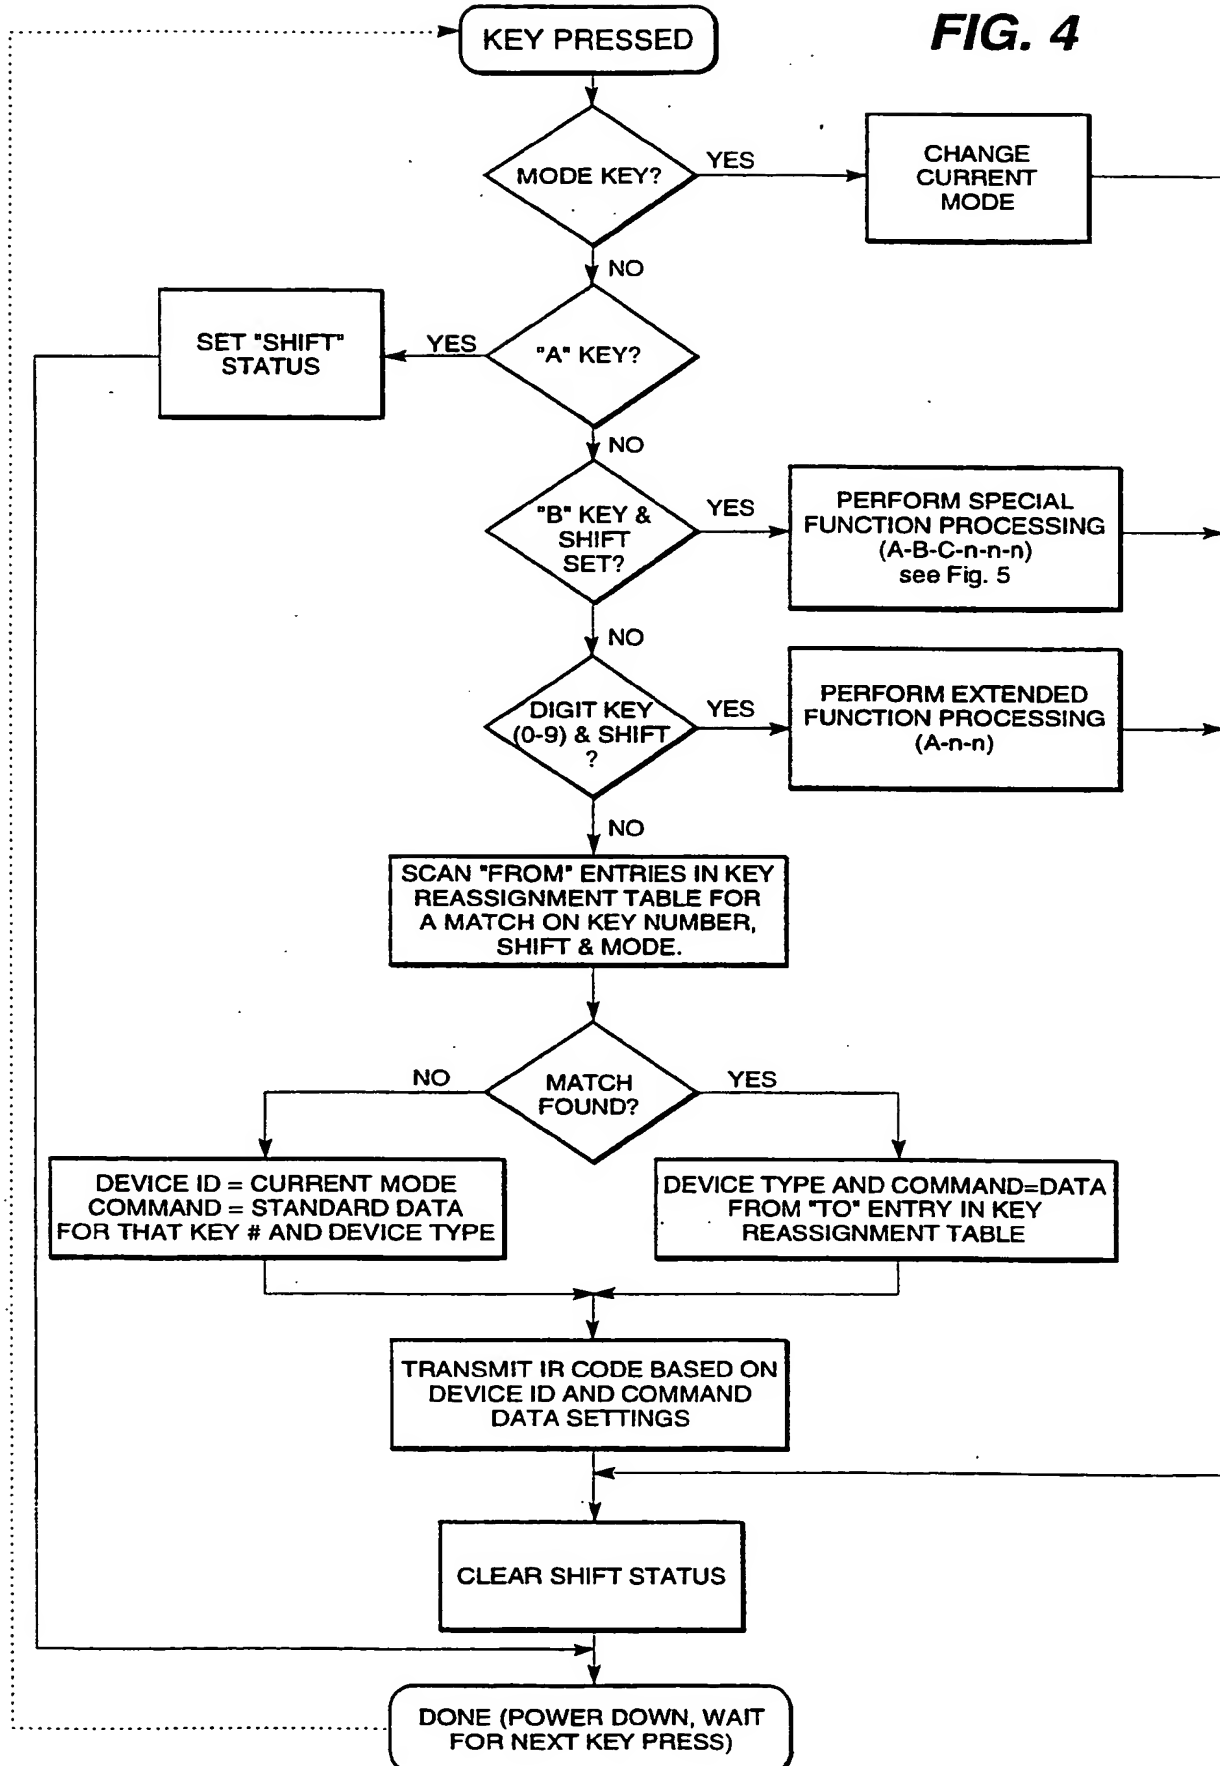 FIG. 4
KEY PRESSED
MODE KEY?
YES
CHANGE
CURRENT
MODE
NO
"A" KEY?
YES
SET "SHIFT"
STATUS
NO
"B" KEY &
SHIFT
SET?
YES
PERFORM SPECIAL
FUNCTION PROCESSING
(A-B-C-n-n-n)
see Fig. 5
NO
DIGIT KEY
(0-9) & SHIFT
?
YES
PERFORM EXTENDED
FUNCTION PROCESSING
(A-n-n)
NO
SCAN "FROM" ENTRIES IN KEY
REASSIGNMENT TABLE FOR
A MATCH ON KEY NUMBER,
SHIFT & MODE.
MATCH
FOUND?
NO
YES
DEVICE ID = CURRENT MODE
COMMAND = STANDARD DATA
FOR THAT KEY # AND DEVICE TYPE
DEVICE TYPE AND COMMAND=DATA
FROM "TO" ENTRY IN KEY
REASSIGNMENT TABLE
TRANSMIT IR CODE BASED ON
DEVICE ID AND COMMAND
DATA SETTINGS
CLEAR SHIFT STATUS
DONE (POWER DOWN, WAIT
FOR NEXT KEY PRESS)